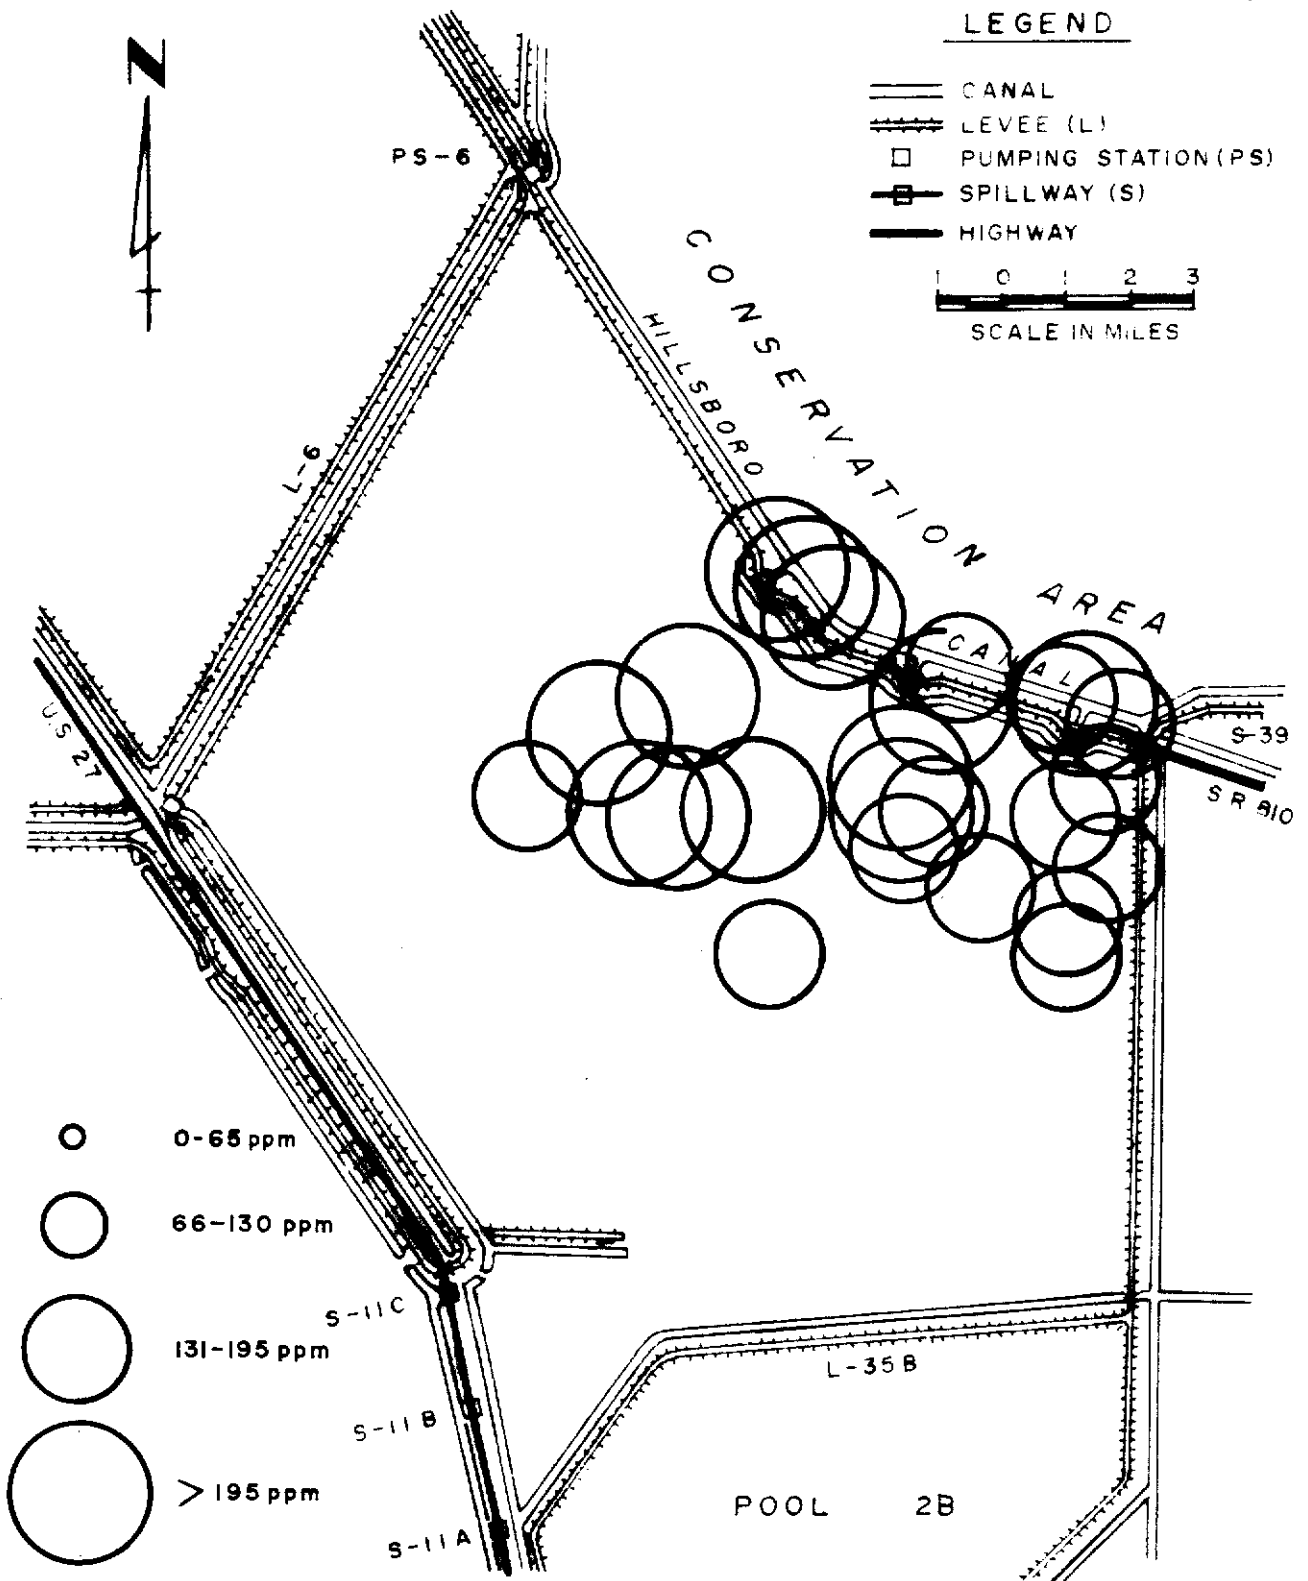 LEGEND
N
CANAL
LEVEE (L)
PUMPING STATION (PS)
SPILLWAY (S)
HIGHWAY
1 0 1 2 3
SCALE IN MILES
PS-6
CONSERVATION AREA
HILLSBORO CANAL
L-6
U.S 27
S-39
S R 810
0-65 ppm
66-130 ppm
131-195 ppm
>195 ppm
S-11C
S-11B
S-11A
L-35B
POOL 2B